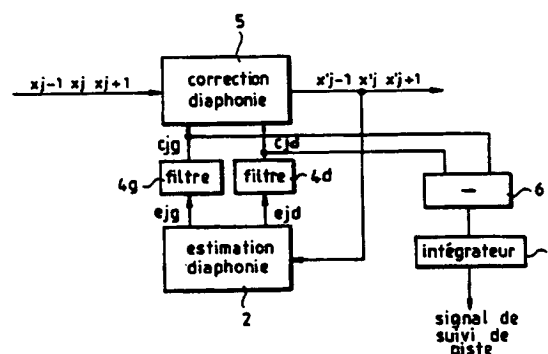 5
xj-1 xj xj+1
correction
diaphonie
x'j-1 x'j x'j+1
cjg
cjd
4g
filtre
filtre
4d
6
ejg
ejd
intégrateur
estimation
diaphonie
2
signal de
suivi de
piste